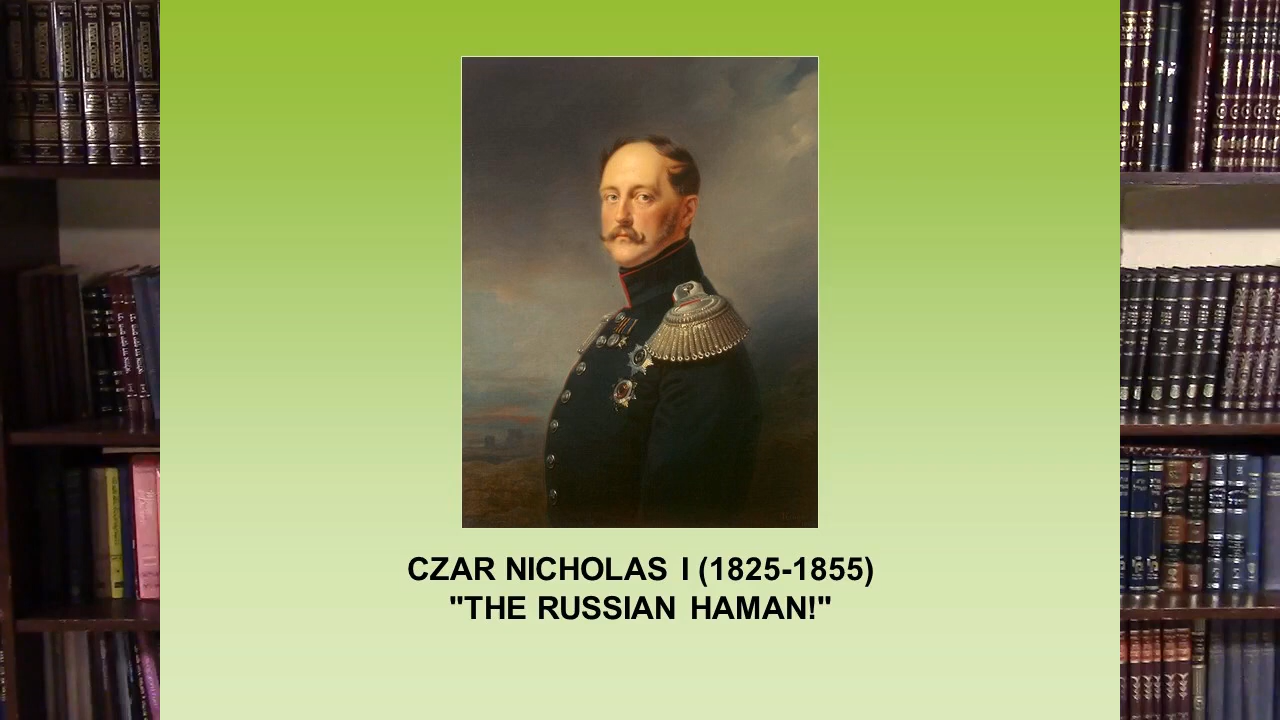 CZAR NICHOLAS I (1825-1855)
"THE RUSSIAN HAMAN!"